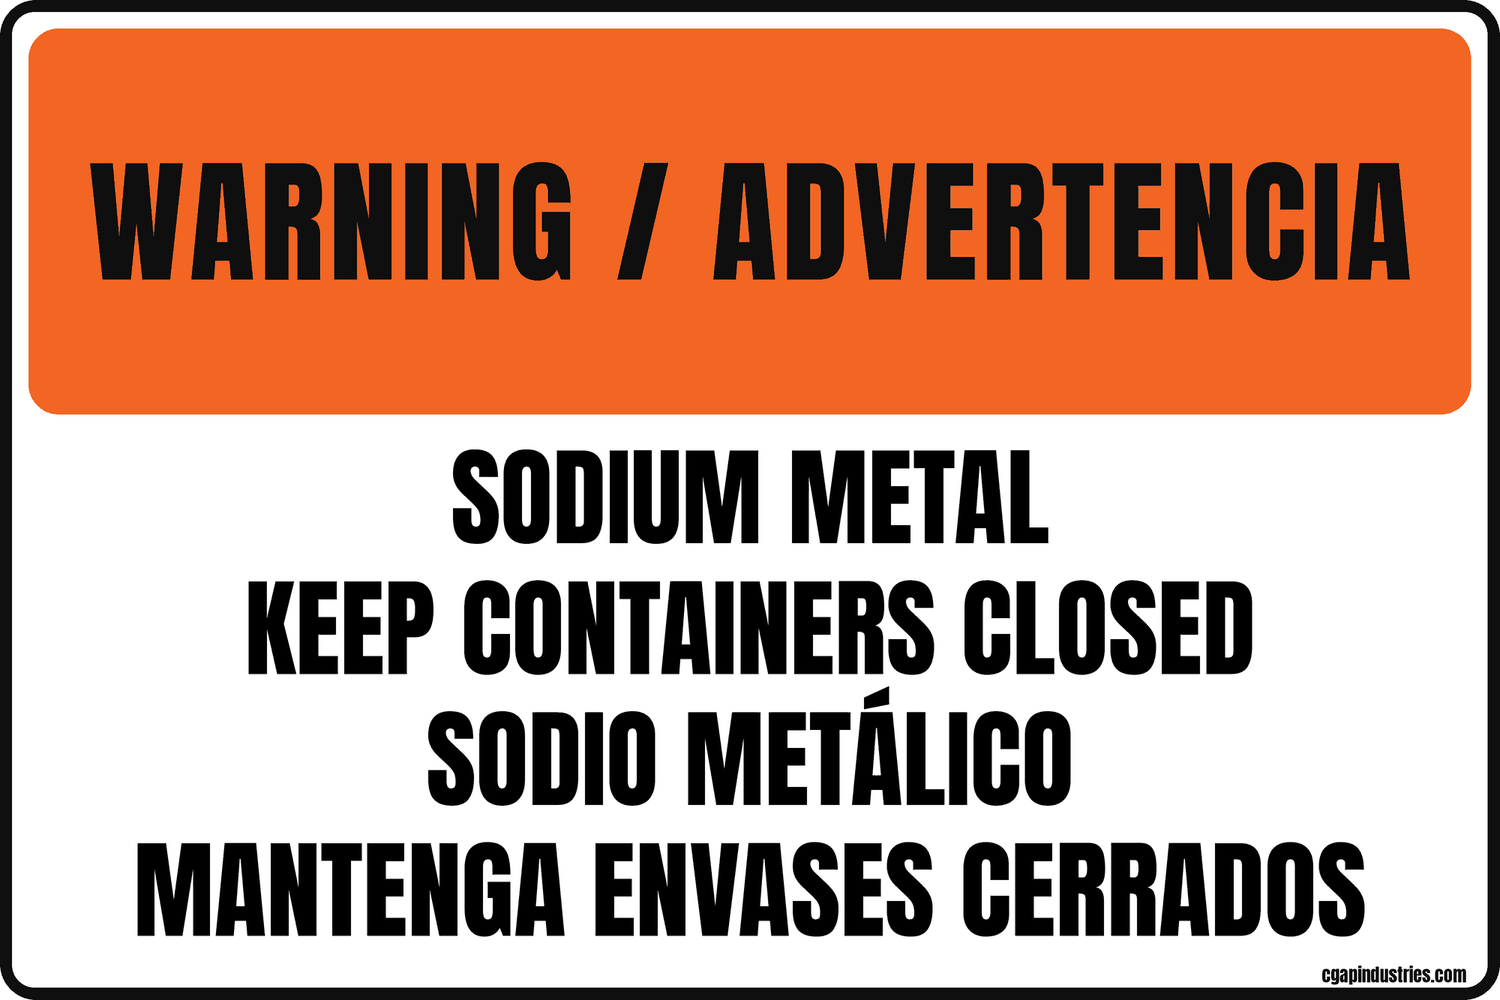 WARNING / ADVERTENCIA
SODIUM METAL
KEEP CONTAINERS CLOSED
SODIO METÁLICO
MANTENGA ENVASES CERRADOS
cgapindustries.com